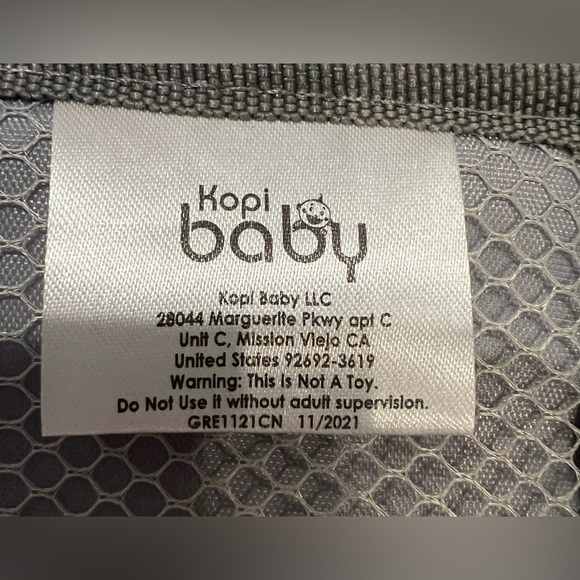 Kopi
baby
Kopi Baby LLC
28044 Marguerite Pkwy apt C
Unit C, Mission Viejo CA
United States 92692-3619
Warning: This Is Not A Toy.
Do Not Use it without adult supervision.
GRE1121CN 11/2021